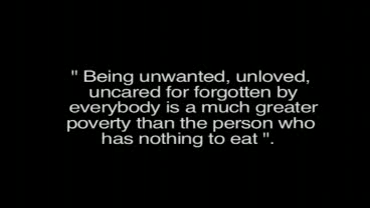 " Being unwanted, unloved,
uncared for forgotten by
everybody is a much greater
poverty than the person who
has nothing to eat ".